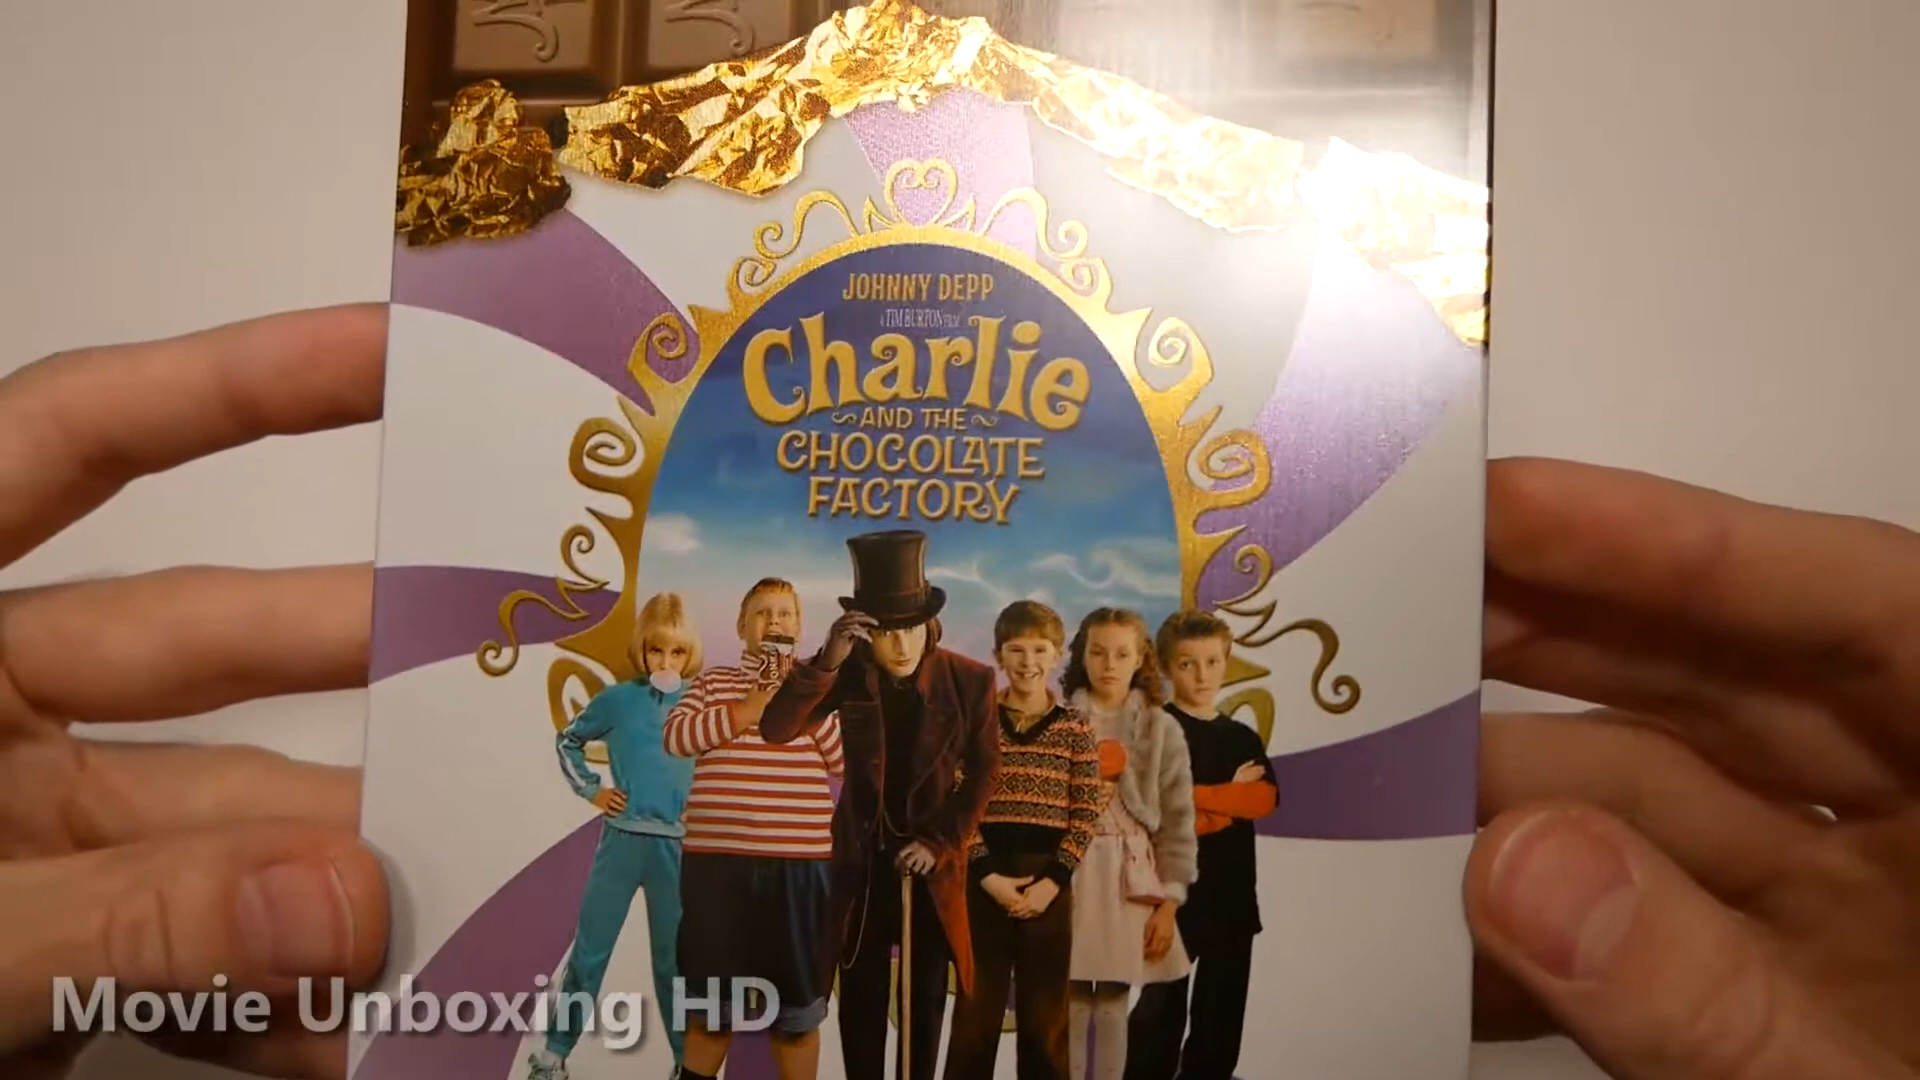 JOHNNY DEPP
A TIM BURTON FILM
Charlie
AND THE
CHOCOLATE
FACTORY
Movie Unboxing HD